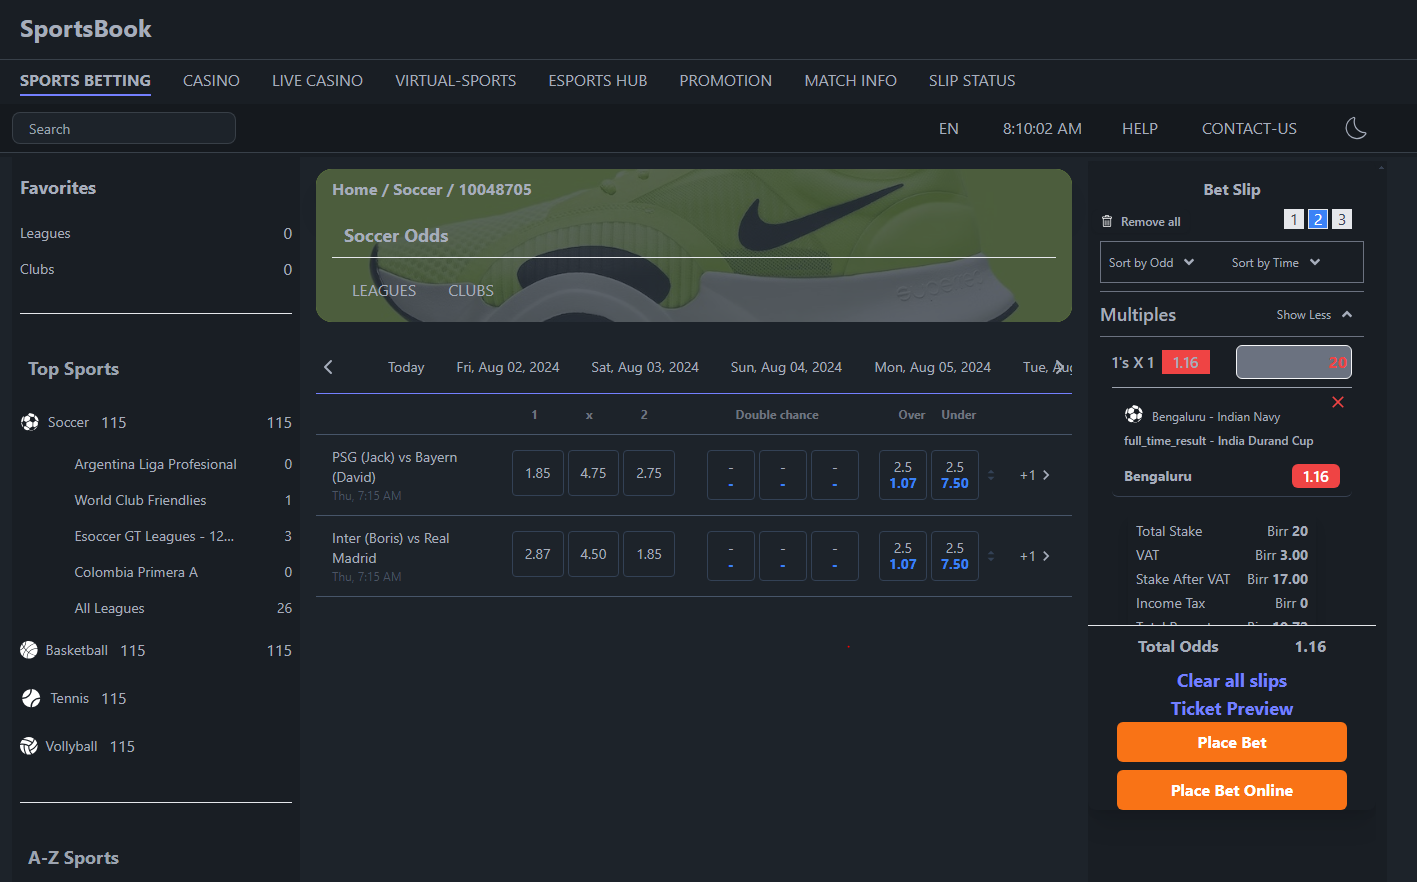 SportsBook
SPORTS BETTING CASINO LIVE CASINO VIRTUAL-SPORTS ESPORTS HUB PROMOTION MATCH INFO SLIP STATUS
Search EN 8:10:02 AM HELP CONTACT-US
Favorites
Leagues 0
Clubs 0
Top Sports
Soccer 115 115
Argentina Liga Profesional 0
World Club Friendlies 1
Esoccer GT Leagues - 12... 3
Colombia Primera A 0
All Leagues 26
Basketball 115 115
Tennis 115
Vollyball 115
A-Z Sports
Home / Soccer / 10048705
Soccer Odds
LEAGUES CLUBS
Today Fri, Aug 02, 2024 Sat, Aug 03, 2024 Sun, Aug 04, 2024 Mon, Aug 05, 2024 Tue, Aug
1 x 2 Double chance Over Under
PSG (Jack) vs Bayern
(David)
Thu, 7:15 AM
1.85 4.75 2.75 - - - 2.5 2.5 +1
- - - 1.07 7.50
Inter (Boris) vs Real
Madrid
Thu, 7:15 AM
2.87 4.50 1.85 - - - 2.5 2.5 +1
- - - 1.07 7.50
Bet Slip
Remove all 1 2 3
Sort by Odd Sort by Time
Multiples Show Less
1's X 1 1.16 20
Bengaluru - Indian Navy
full_time_result - India Durand Cup
Bengaluru 1.16
Total Stake Birr 20
VAT Birr 3.00
Stake After VAT Birr 17.00
Income Tax Birr 0
Total Odds 1.16
Clear all slips
Ticket Preview
Place Bet
Place Bet Online